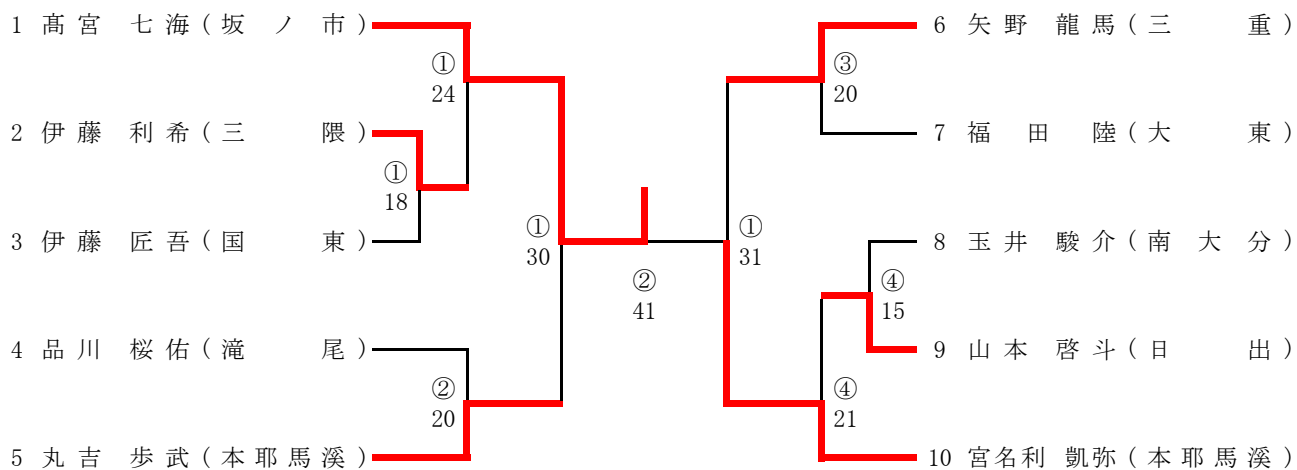 1 髙宮 七海(坂ノ市)
①
24
2 伊藤 利希(三 隈)
①
18
3 伊藤 匠吾(国 東)
①
30
4 品川 桜佑(滝 尾)
②
20
5 丸吉 歩武(本耶馬溪)
②
41
6 矢野 龍馬(三 重)
③
20
7 福田 陸(大 東)
①
31
8 玉井 駿介(南大分)
④
15
9 山本 啓斗(日 出)
④
21
10 宮名利 凱弥(本耶馬溪)